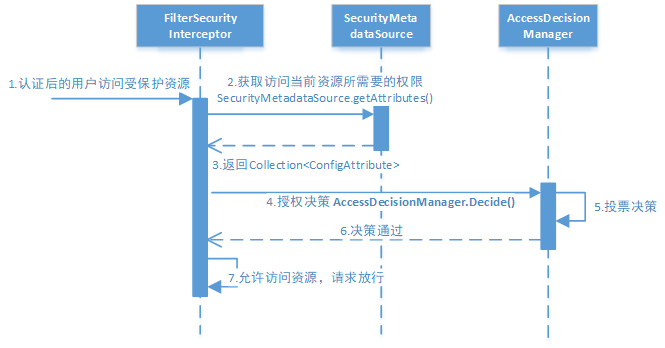 FilterSecurity
Interceptor
SecurityMeta
dataSource
AccessDecision
Manager
1.认证后的用户访问受保护资源
2.获取访问当前资源所需要的权限
SecurityMetadataSource.getAttributes()
3.返回Collection<ConfigAttribute>
4.授权决策 AccessDecisionManager.Decide()
5.投票决策
6.决策通过
7.允许访问资源，请求放行